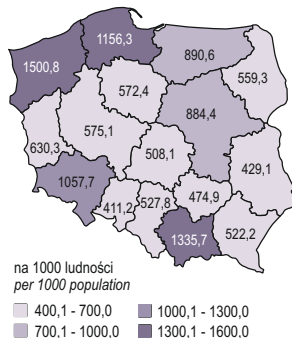 1156,3
1500,8
890,6
559,3
572,4
884,4
575,1
630,3
508,1
429,1
1057,7
474,9
411,2
527,8
1335,7
522,2
na 1000 ludności
per 1000 population
400,1 - 700,0
1000,1 - 1300,0
700,1 - 1000,0
1300,1 - 1600,0